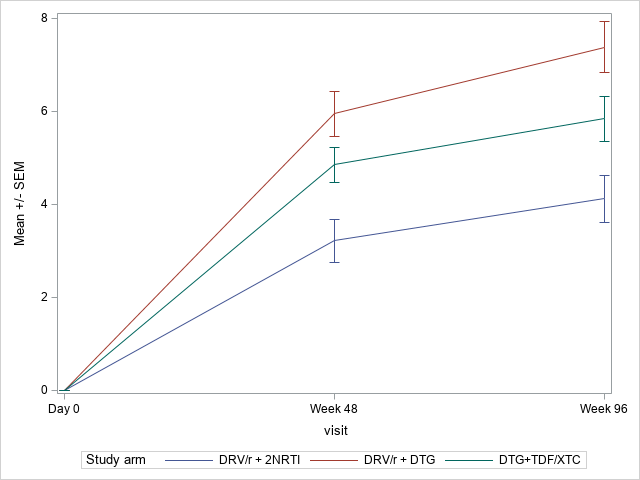 8
6
4
2
0
Mean +/- SEM
Day 0 Week 48 Week 96
visit
Study arm DRV/r + 2NRTI DRV/r + DTG DTG+TDF/XTC